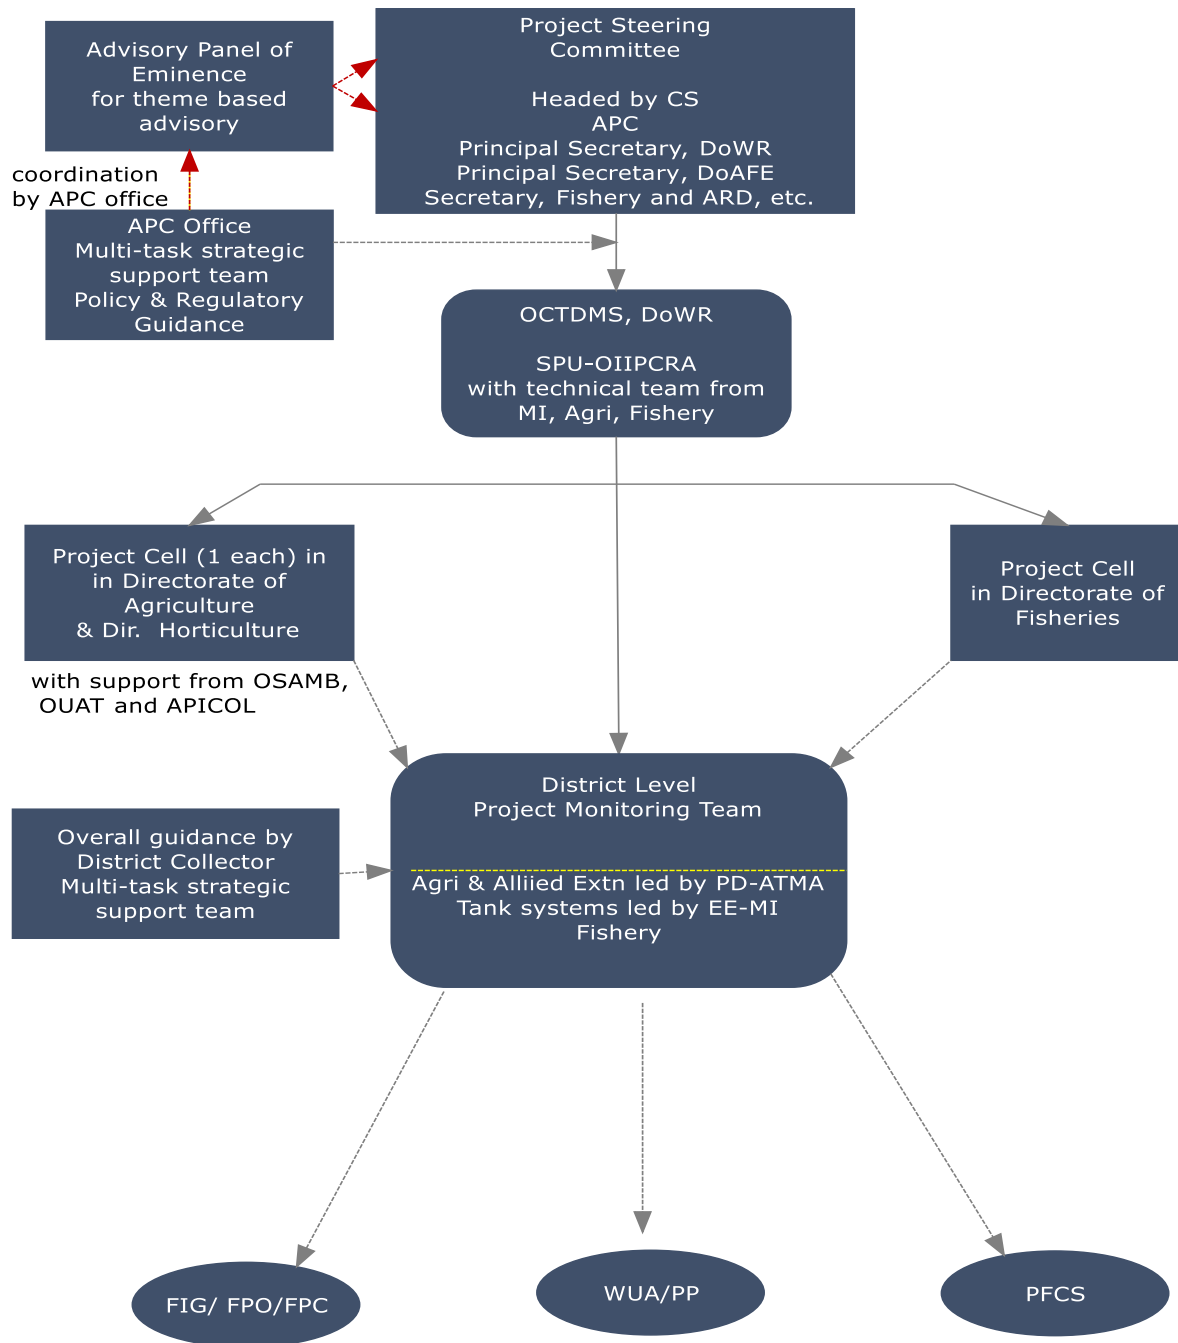 Advisory Panel of
Eminence
for theme based
advisory
Project Steering
Committee
Headed by CS
APC
Principal Secretary, DoWR
Principal Secretary, DoAFE
Secretary, Fishery and ARD, etc.
coordination
by APC office
APC Office
Multi-task strategic
support team
Policy & Regulatory
Guidance
OCTDMS, DoWR
SPU-OIIPCRA
with technical team from
MI, Agri, Fishery
Project Cell (1 each) in
in Directorate of
Agriculture
& Dir. Horticulture
with support from OSAMB,
OUAT and APICOL
Project Cell
in Directorate of
Fisheries
District Level
Project Monitoring Team
Agri & Alliied Extn led by PD-ATMA
Tank systems led by EE-MI
Fishery
Overall guidance by
District Collector
Multi-task strategic
support team
FIG/ FPO/FPC
WUA/PP
PFCS